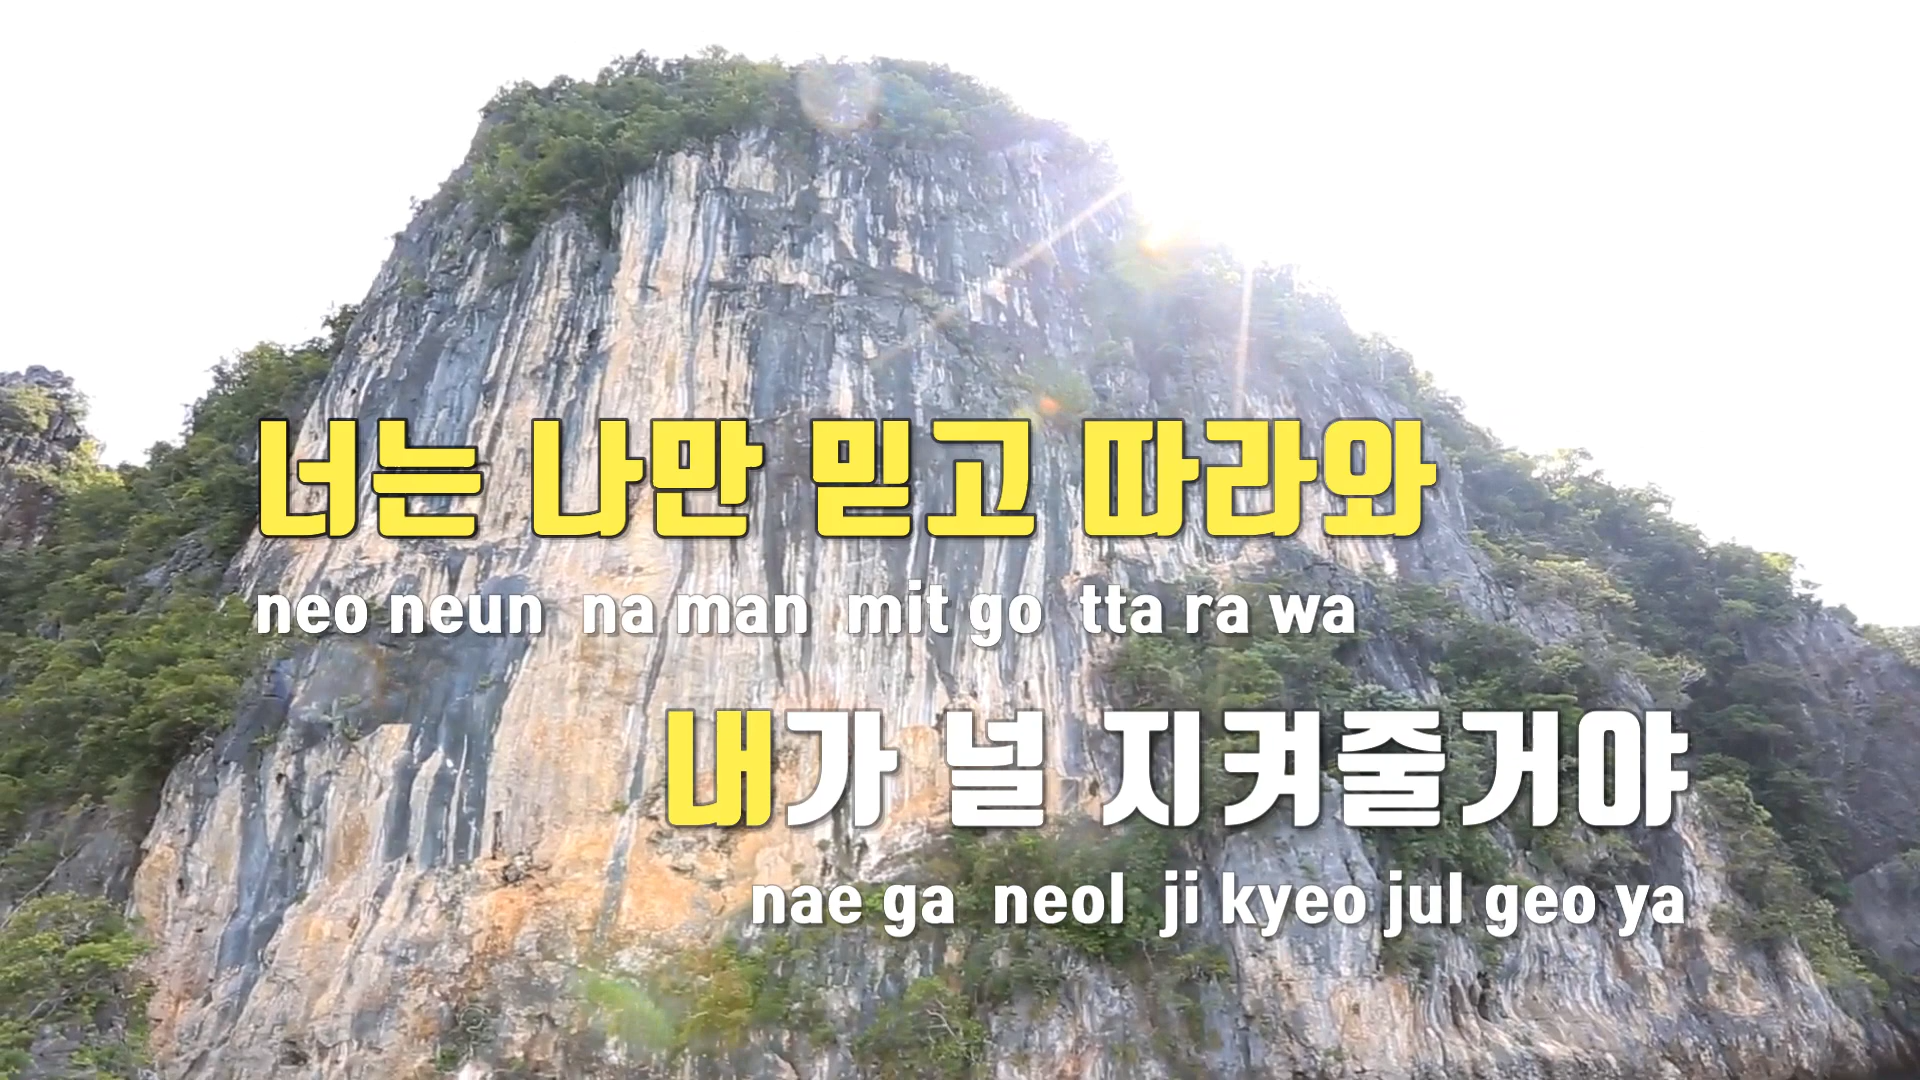 너는 나만 믿고 따라와
neo neun na man mit go tta ra wa
내가 널 지켜줄거야
nae ga neol ji kyeo jul geo ya